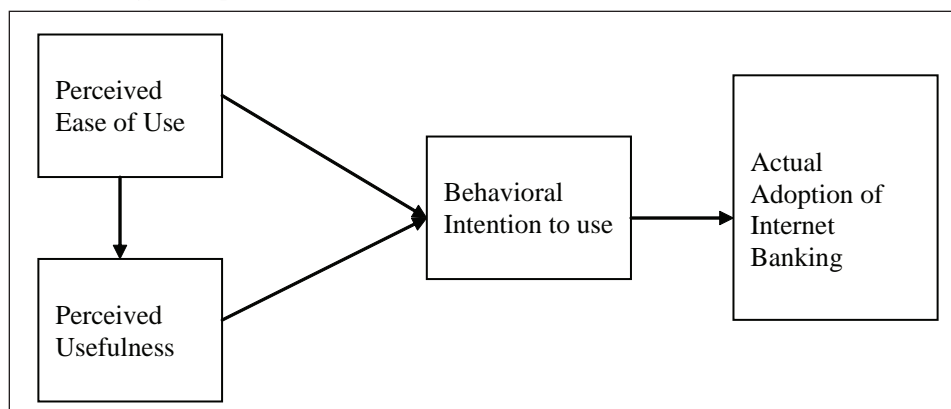 Perceived
Ease of Use
Perceived
Usefulness
Behavioral
Intention to use
Actual
Adoption of
Internet
Banking